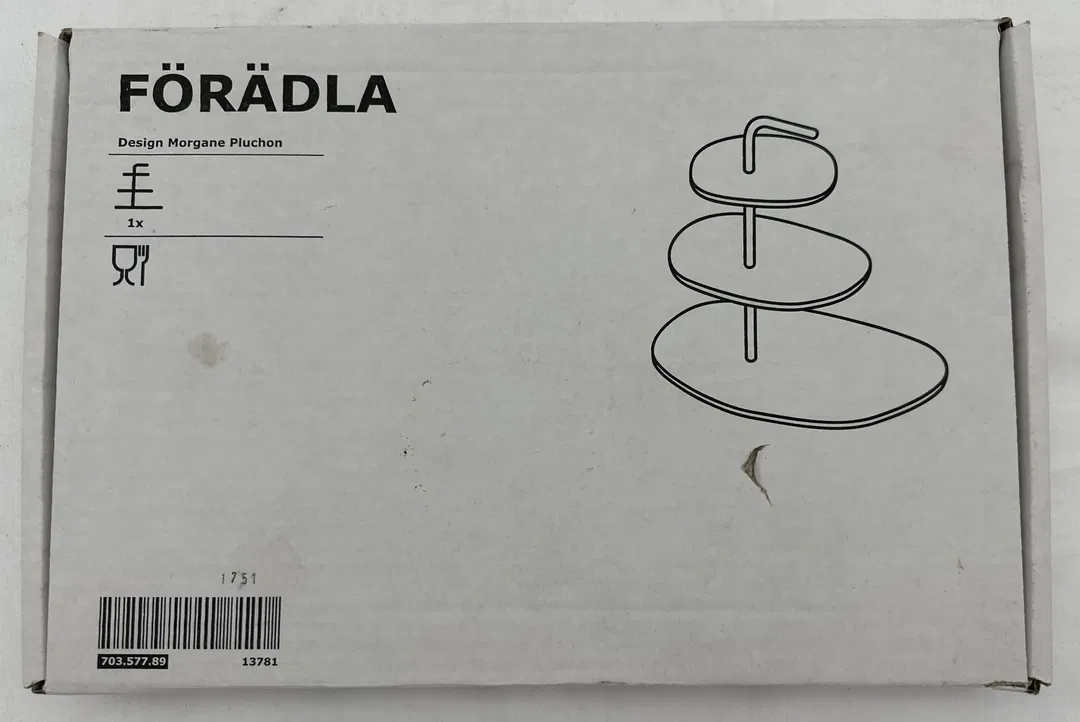 FÖRÄDLA
Design Morgane Pluchon
1x
1751
703.577.89 13781